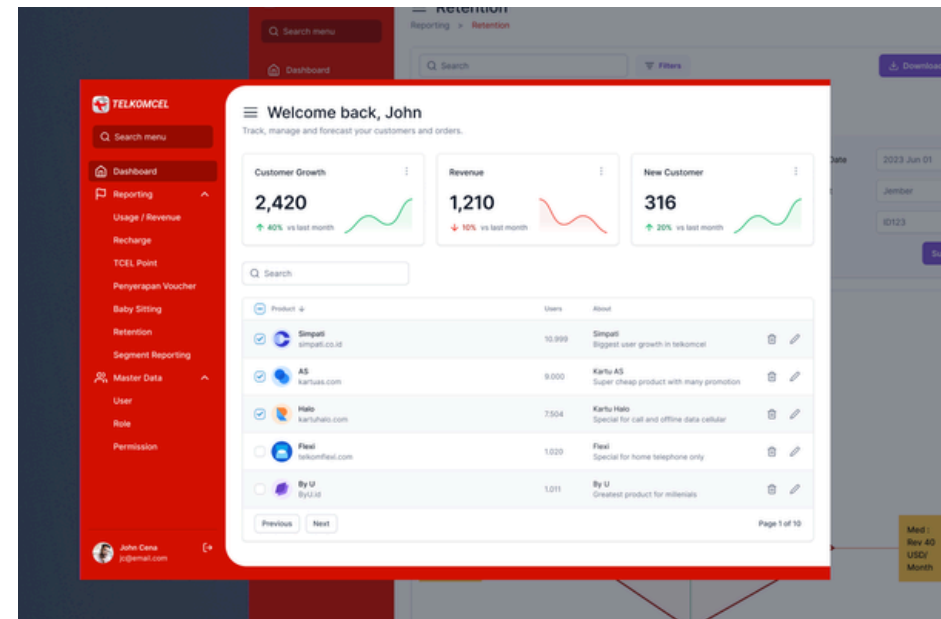 Retention
Reporting > Retention
Search menu
Dashboard
Search
Filters
Download
Date
2023 Jun 01
Jember
ID123
Med :
Rev 40
USD/
Month
TELKOMCEL
Search menu
Dashboard
Reporting
Usage / Revenue
Recharge
TCEL Point
Penyerapan Voucher
Baby Sitting
Retention
Segment Reporting
Master Data
User
Role
Permission
John Cena
jc@email.com
Welcome back, John
Track, manage and forecast your customers and orders.
Customer Growth
2,420
40% vs last month
Revenue
1,210
10% vs last month
New Customer
316
20% vs last month
Search
Product Users About
Simpati 10.999 Simpati
simpati.co.id Biggest user growth in telkomcel
AS 9.000 Kartu AS
kartuas.com Super cheap product with many promotion
Halo 7.504 Kartu Halo
kartuhalo.com Special for call and offline data cellular
Flexi 1.020 Flexi
telkomflexi.com Special for home telephone only
By U 1.011 By U
ByU.id Greatest product for millenials
Previous Next Page 1 of 10